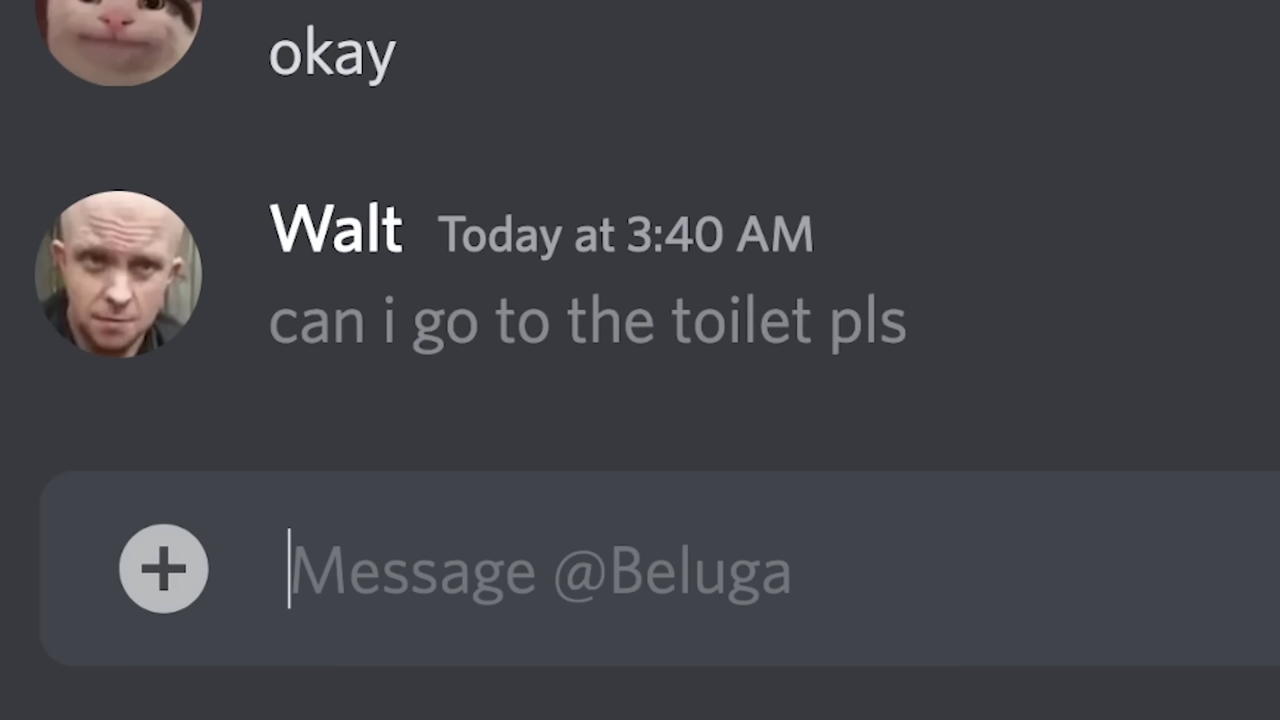 okay
Walt Today at 3:40 AM
can i go to the toilet pls
Message @Beluga